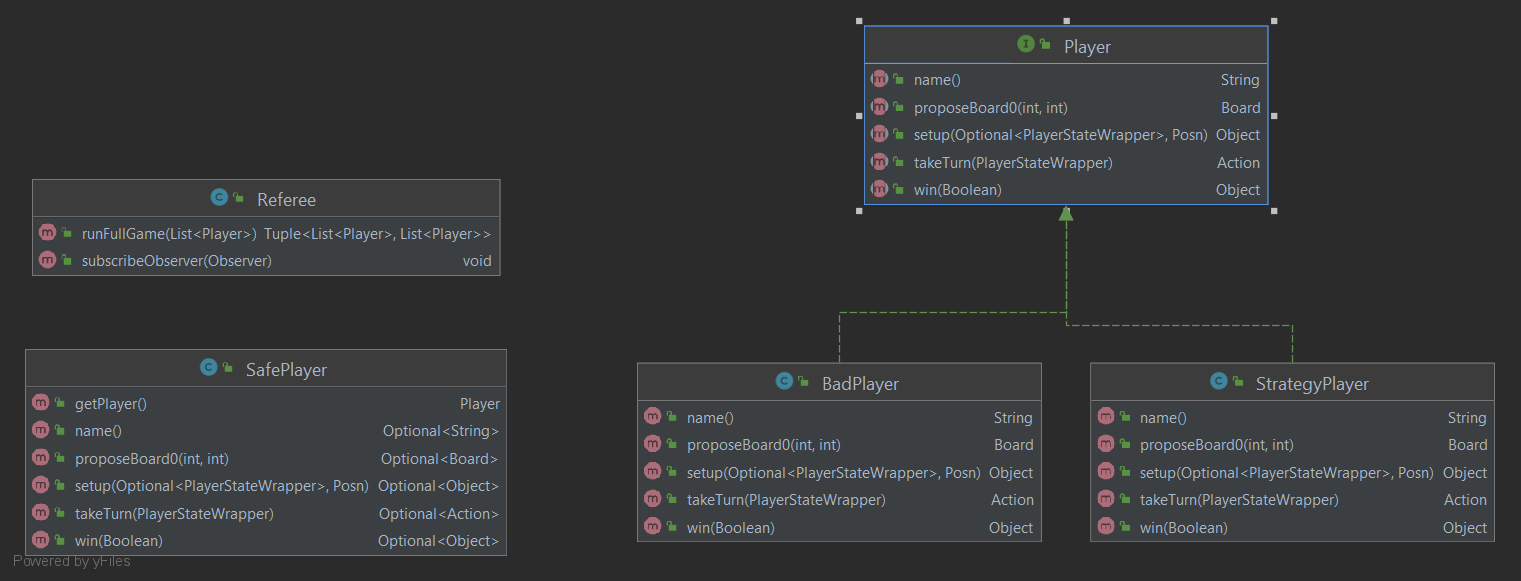 Player
name() String
proposeBoard0(int, int) Board
setup(Optional<PlayerStateWrapper>, Posn) Object
takeTurn(PlayerStateWrapper) Action
win(Boolean) Object
Referee
runFullGame(List<Player>) Tuple<List<Player>, List<Player>>
subscribeObserver(Observer) void
SafePlayer
getPlayer() Player
name() Optional<String>
proposeBoard0(int, int) Optional<Board>
setup(Optional<PlayerStateWrapper>, Posn) Optional<Object>
takeTurn(PlayerStateWrapper) Optional<Action>
win(Boolean) Optional<Object>
BadPlayer
name() String
proposeBoard0(int, int) Board
setup(Optional<PlayerStateWrapper>, Posn) Object
takeTurn(PlayerStateWrapper) Action
win(Boolean) Object
StrategyPlayer
name() String
proposeBoard0(int, int) Board
setup(Optional<PlayerStateWrapper>, Posn) Object
takeTurn(PlayerStateWrapper) Action
win(Boolean) Object
Powered by yFiles